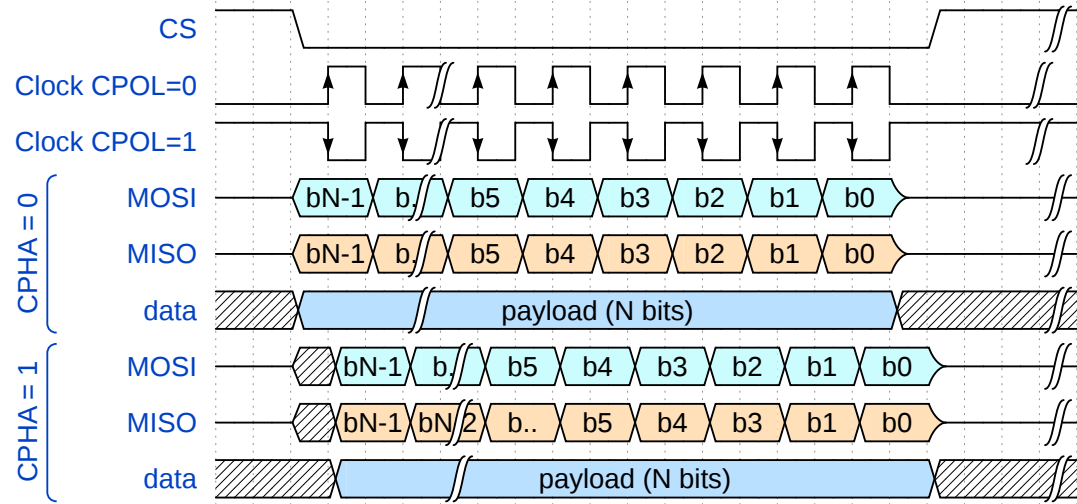 CS
Clock CPOL=0
Clock CPOL=1
CPHA = 0
MOSI bN-1 b. b5 b4 b3 b2 b1 b0
MISO bN-1 b. b5 b4 b3 b2 b1 b0
data payload (N bits)
CPHA = 1
MOSI bN-1 b. b5 b4 b3 b2 b1 b0
MISO bN-1 bN 2 b.. b5 b4 b3 b1 b0
data payload (N bits)